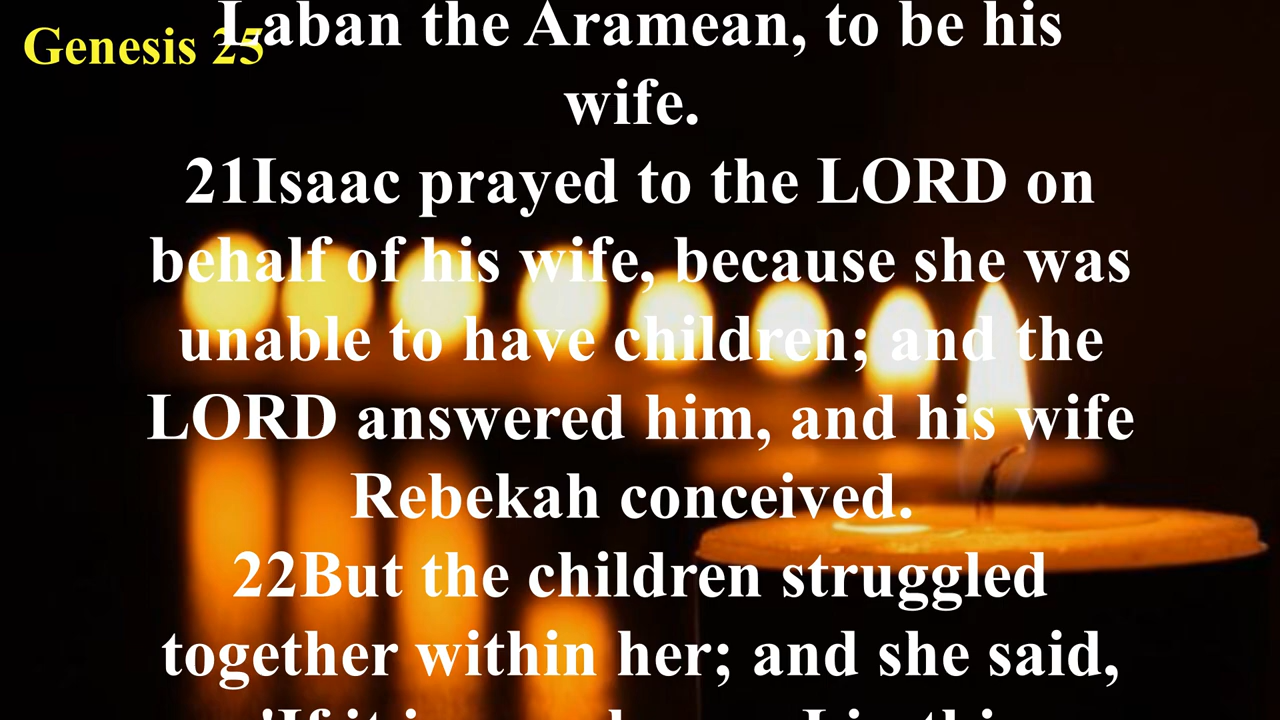 Genesis 25
Laban the Aramean, to be his
wife.
21Isaac prayed to the LORD on
behalf of his wife, because she was
unable to have children; and the
LORD answered him, and his wife
Rebekah conceived.
22But the children struggled
together within her; and she said,